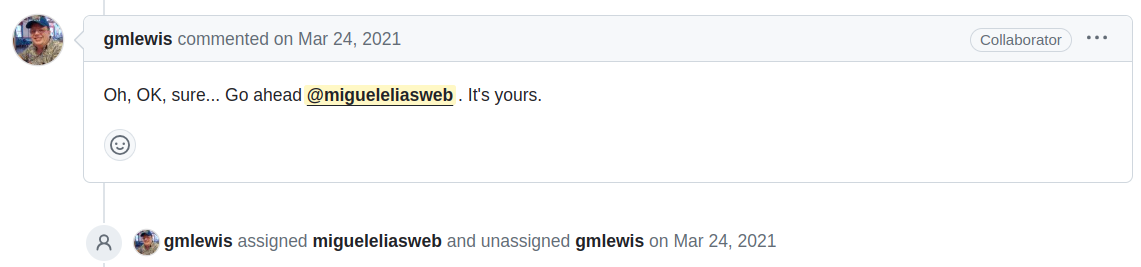 gmlewis commented on Mar 24, 2021 Collaborator
Oh, OK, sure... Go ahead @migueleliasweb . It's yours.
gmlewis assigned migueleliasweb and unassigned gmlewis on Mar 24, 2021